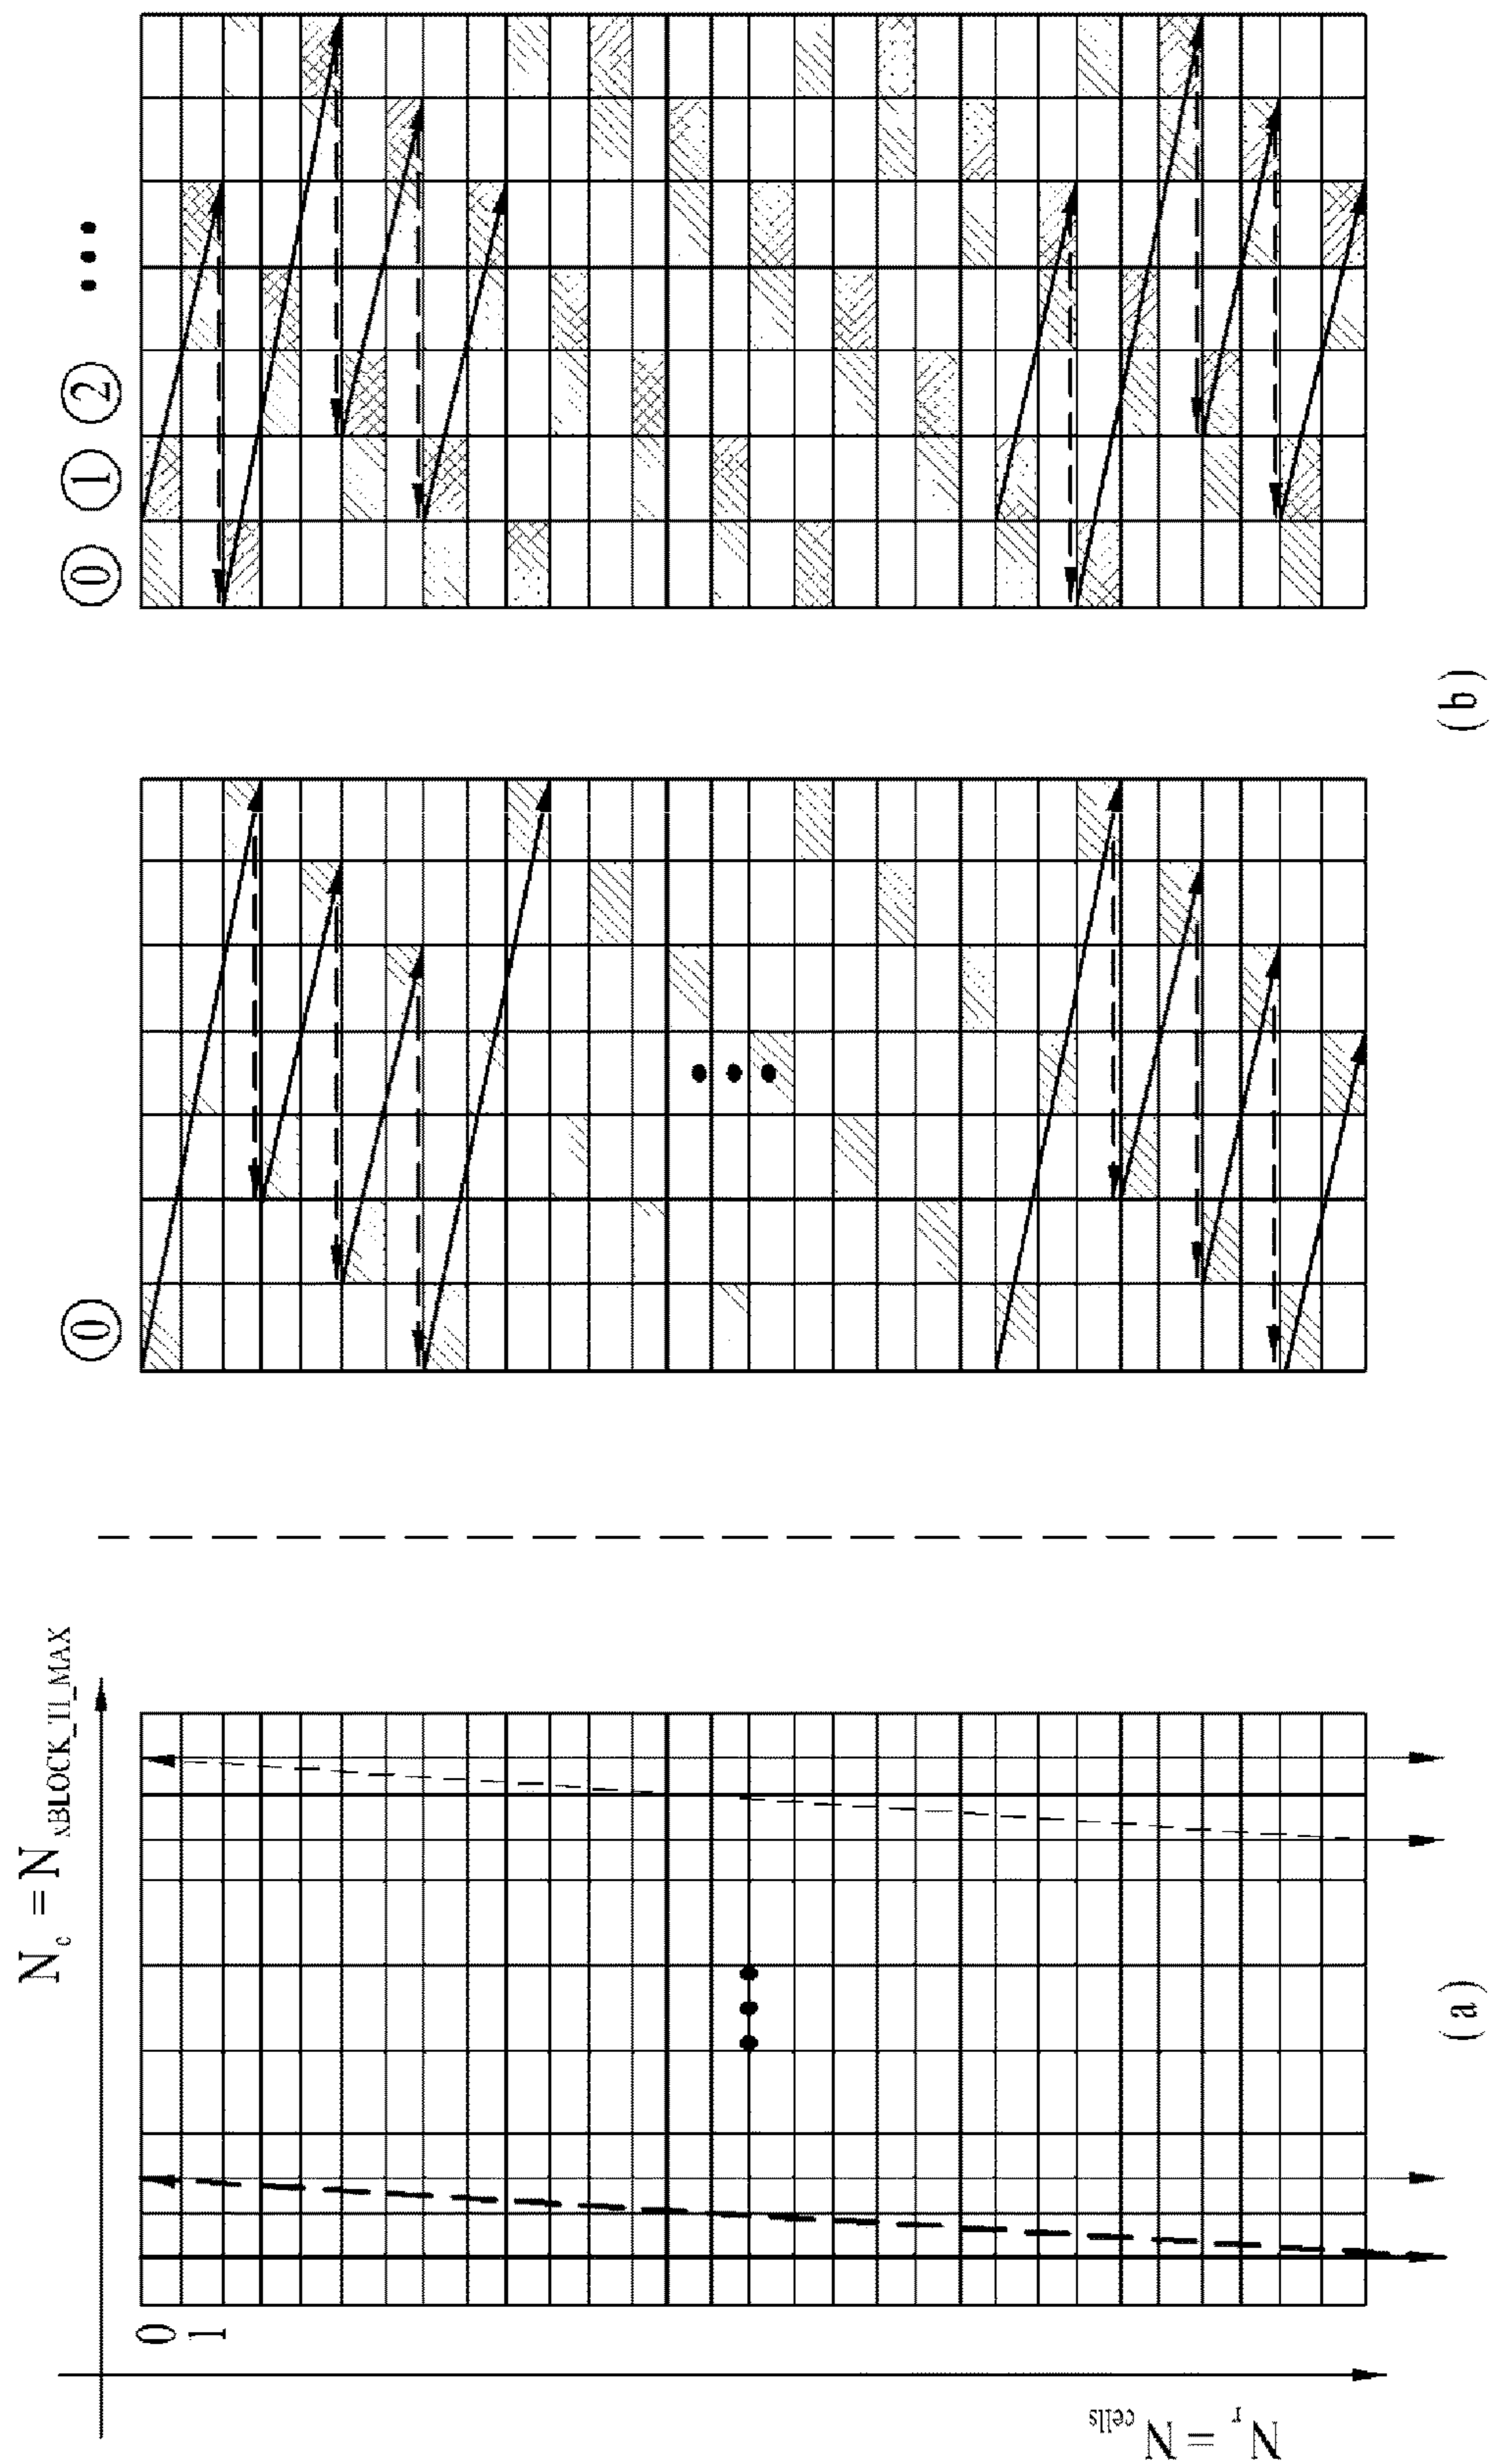 N_c = N_xBLOCK_TI_MAX
N_r = N_cells
0
1
(a)
⓪
⓪ ① ② •••
(b)